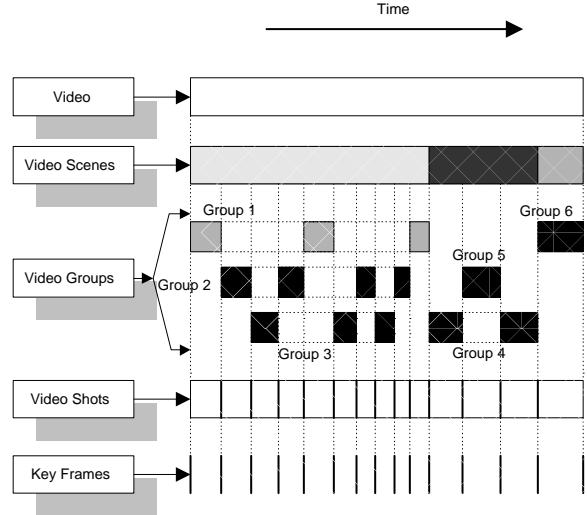 Time
Video
Video Scenes
Group 1
Group 6
Group 5
Video Groups
Group 2
Group 3
Group 4
Video Shots
Key Frames